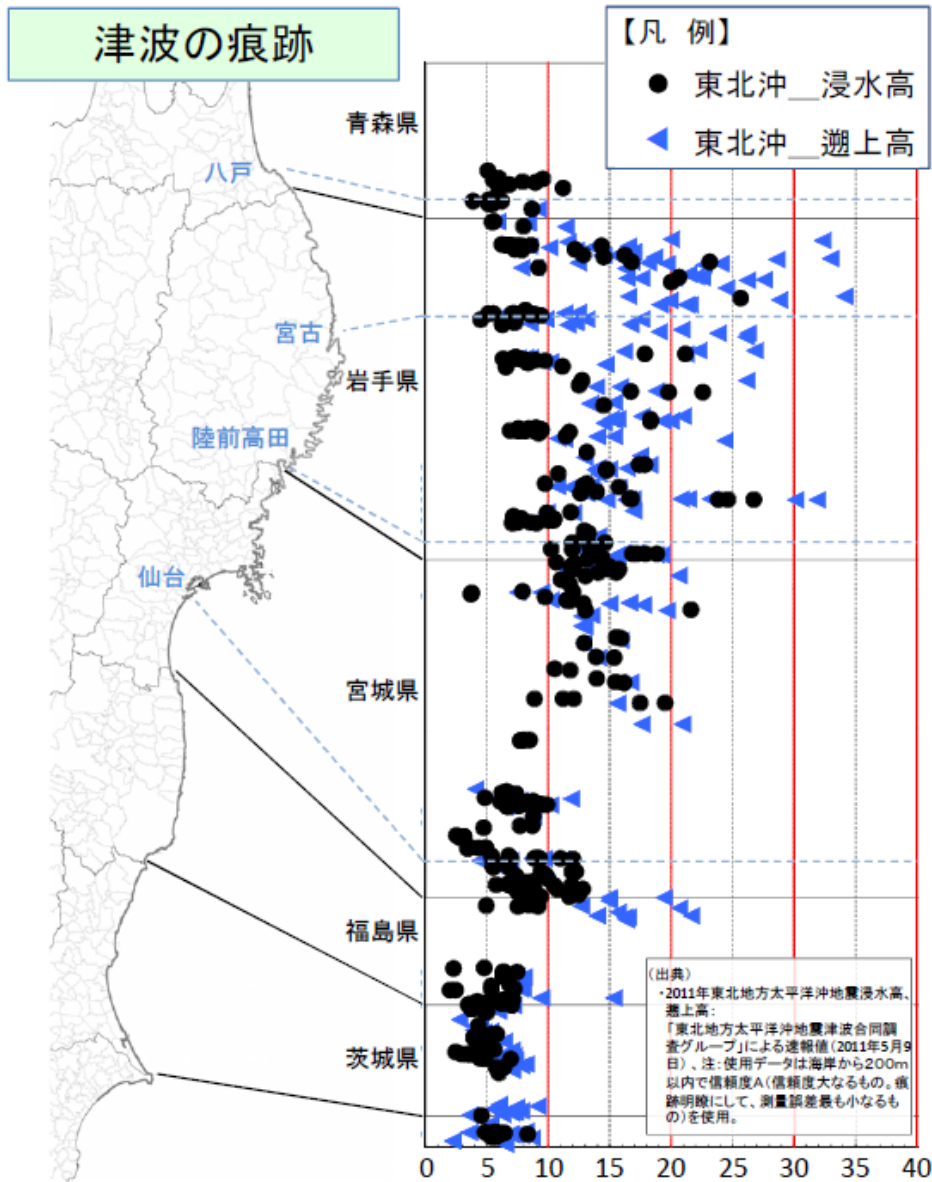 津波の痕跡
【凡 例】
● 東北沖__浸水高
◀ 東北沖__遡上高
青森県
八戸
宮古
岩手県
陸前高田
仙台
宮城県
福島県
茨城県
(出典)
・2011年東北地方太平洋沖地震浸水高、
遡上高:
「東北地方太平洋沖地震津波合同調
査グループ」による速報値(2011年5月9
日)、注:使用データは海岸から200m
以内で信頼度A(信頼度大なるもの。痕
跡明瞭にして、測量誤差最も小なるも
の)を使用。
0 5 10 15 20 25 30 35 40